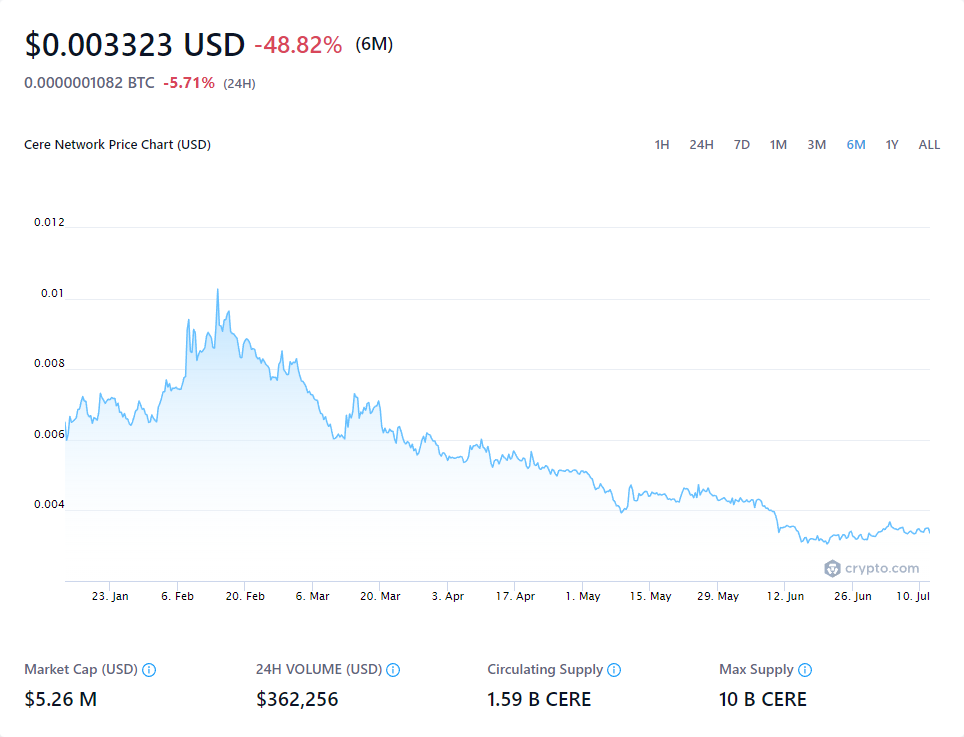 $0.003323 USD -48.82% (6M)
0.0000001082 BTC -5.71% (24H)
Cere Network Price Chart (USD) 1H 24H 7D 1M 3M 6M 1Y ALL
0.012
0.01
0.008
0.006
0.004
crypto.com
23. Jan 6. Feb 20. Feb 6. Mar 20. Mar 3. Apr 17. Apr 1. May 15. May 29. May 12. Jun 26. Jun 10. Jul
Market Cap (USD) 24H VOLUME (USD) Circulating Supply Max Supply
$5.26 M $362,256 1.59 B CERE 10 B CERE